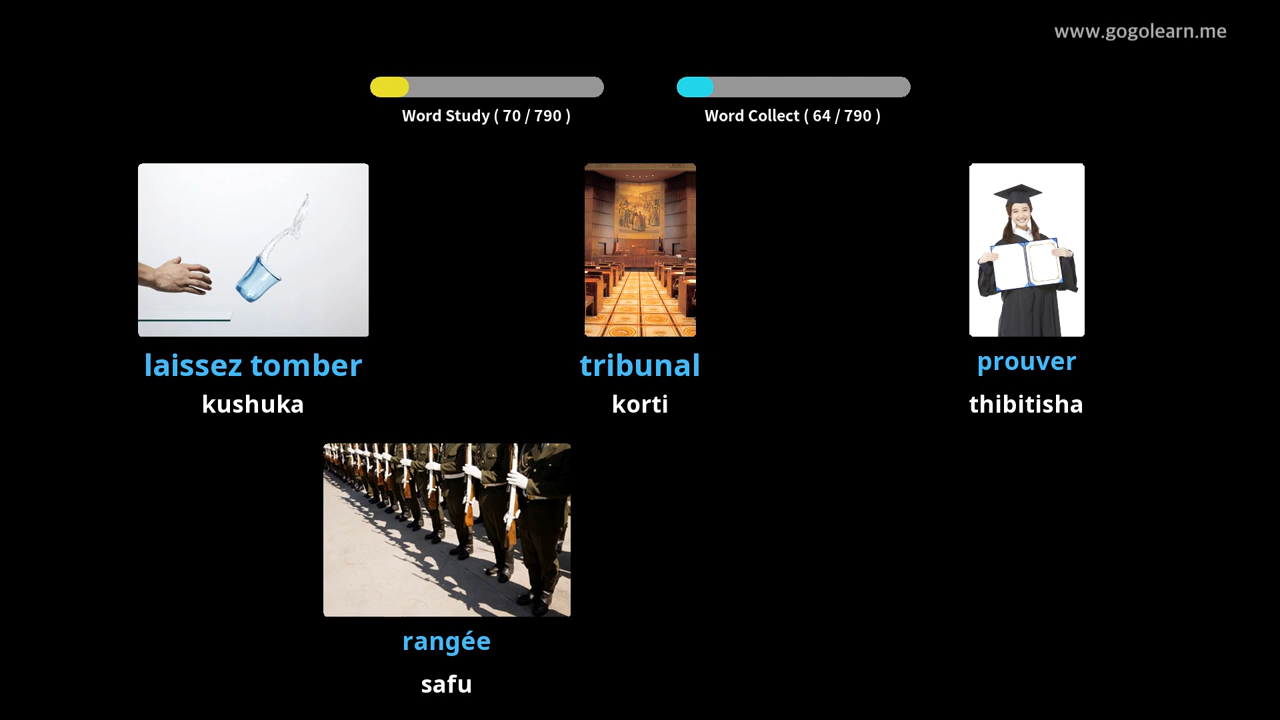 www.gogolearn.me
Word Study ( 70 / 790 )
Word Collect ( 64 / 790 )
laissez tomber
kushuka
tribunal
korti
prouver
thibitisha
rangée
safu